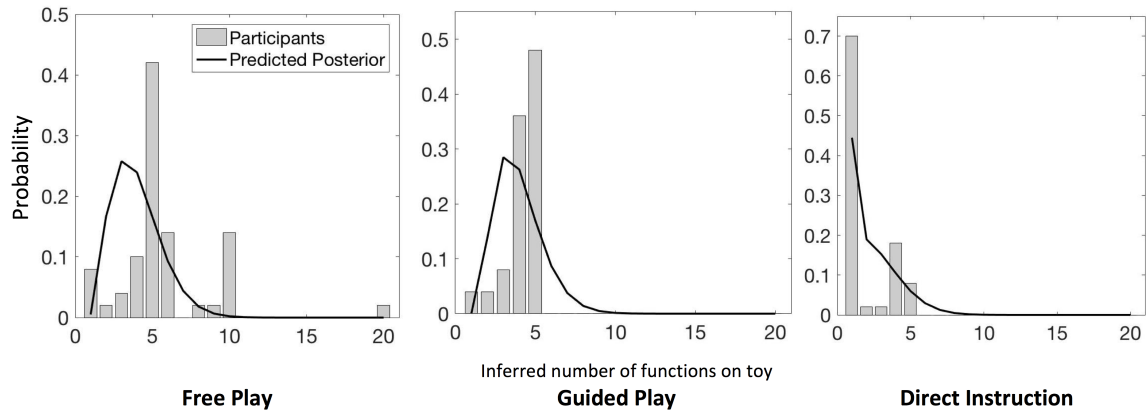 Participants
Predicted Posterior
Probability
0.5
0.4
0.3
0.2
0.1
0
0 5 10 15 20
Free Play
0.5
0.4
0.3
0.2
0.1
0
0 5 10 15 20
Inferred number of functions on toy
Guided Play
0.7
0.6
0.5
0.4
0.3
0.2
0.1
0
0 5 10 15 20
Direct Instruction